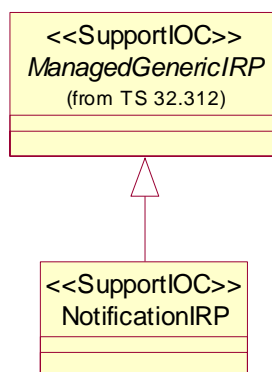 <<SupportIOC>>
ManagedGenericIRP
(from TS 32.312)
<<SupportIOC>>
NotificationIRP